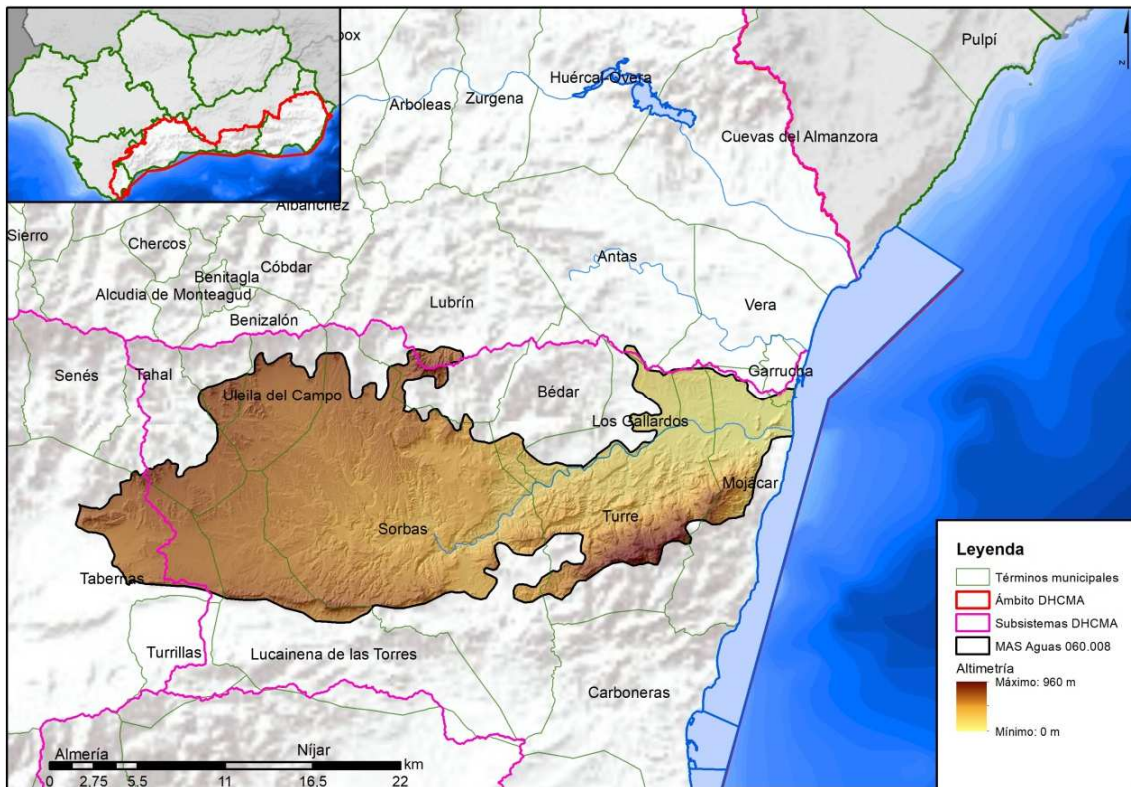 box
Pulpí
Huércal-Overa
Arboleas
Zurgena
Cuevas del Almanzora
Albánchez
Sierro
Chercos
Antas
Cóbdar
Benitagla
Alcudia de Monteagud
Lubrín
Vera
Benizalón
Senés
Tahal
Garrucha
Uleila del Campo
Bédar
Los Gallardos
Mojácar
Turre
Sorbas
Tabernas
Turrillas
Lucainena de las Torres
Carboneras
Almería
Níjar
km
0 2,75 5,5 11 16,5 22
Leyenda
Términos municipales
Ámbito DHCMA
Subsistemas DHCMA
MAS Aguas 060.008
Altimetría
Máximo: 960 m
Mínimo: 0 m